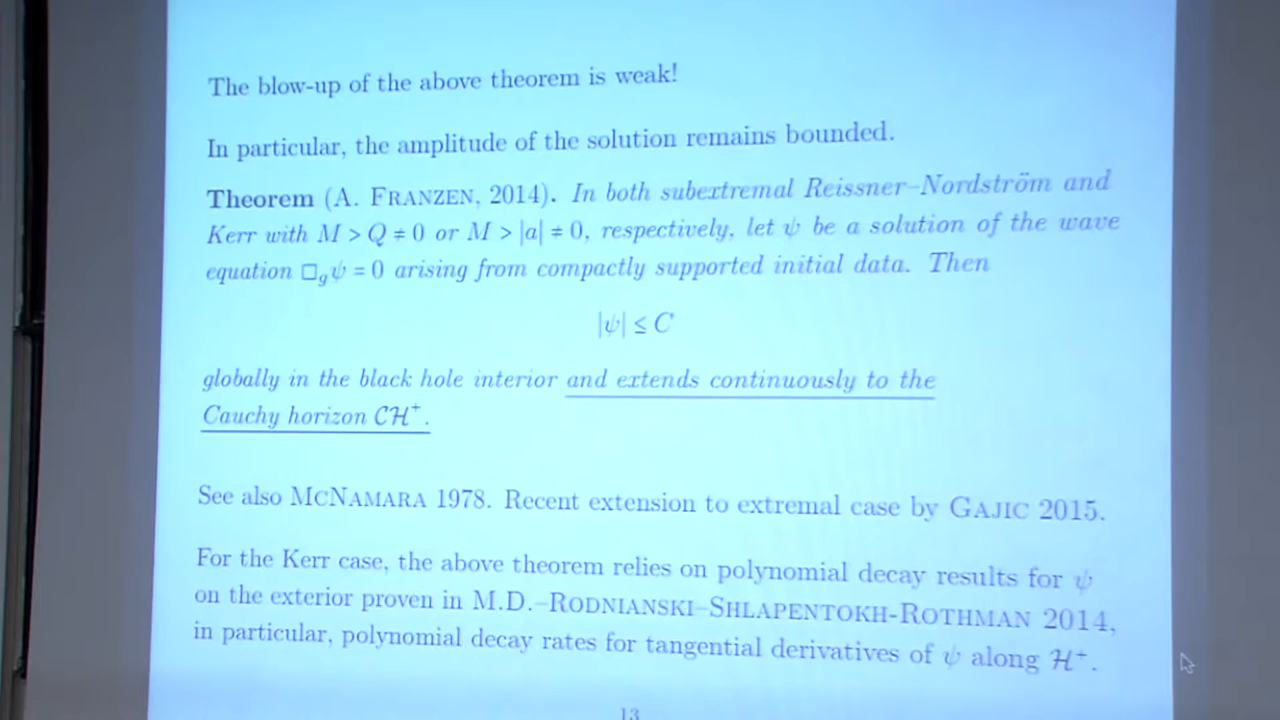 The blow-up of the above theorem is weak!
In particular, the amplitude of the solution remains bounded.
Theorem (A. FRANZEN, 2014). In both subextremal Reissner–Nordström and
Kerr with M > Q ≠ 0 or M > |a| ≠ 0, respectively, let ψ be a solution of the wave
equation □gψ = 0 arising from compactly supported initial data. Then
|ψ| ≤ C
globally in the black hole interior and extends continuously to the
Cauchy horizon CH⁺.
See also MCNAMARA 1978. Recent extension to extremal case by GAJIC 2015.
For the Kerr case, the above theorem relies on polynomial decay results for ψ
on the exterior proven in M.D.–RODNIANSKI–SHLAPENTOKH-ROTHMAN 2014,
in particular, polynomial decay rates for tangential derivatives of ψ along H⁺.
13